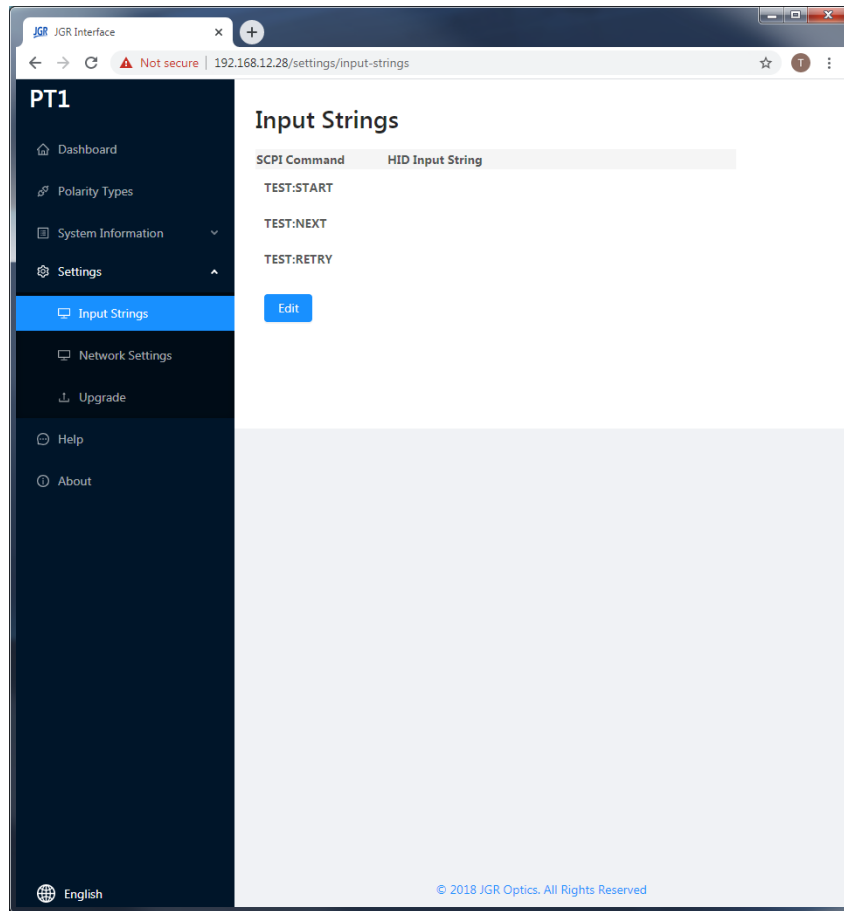 JGR JGR Interface
Not secure | 192.168.12.28/settings/input-strings
T
PT1
Dashboard
Polarity Types
System Information
Settings
Input Strings
Network Settings
Upgrade
Help
About
English
Input Strings
SCPI Command HID Input String
TEST:START
TEST:NEXT
TEST:RETRY
Edit
© 2018 JGR Optics. All Rights Reserved